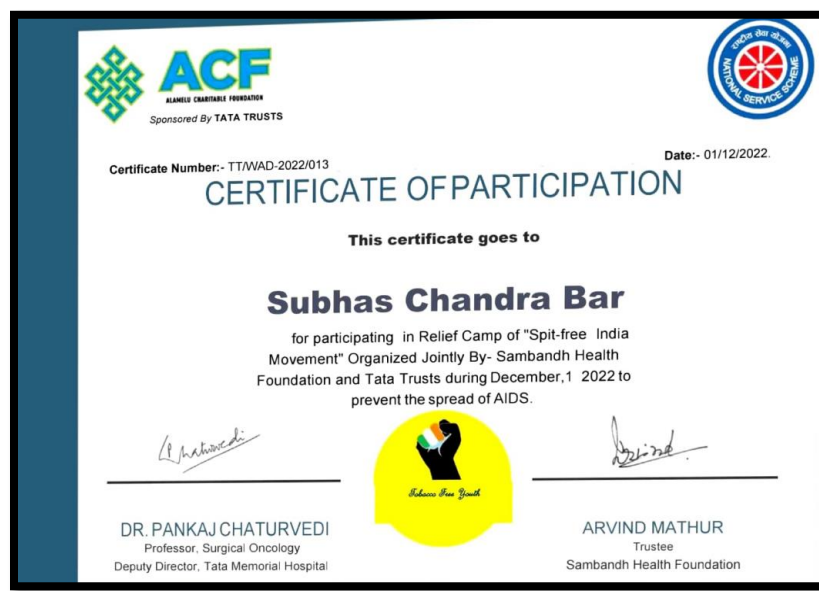 ACF
ALAMELU CHARITABLE FOUNDATION
Sponsored By TATA TRUSTS
राष्ट्रीय सेवा योजना
NATIONAL SERVICE SCHEME
Certificate Number:- TT/WAD-2022/013
Date:- 01/12/2022.
CERTIFICATE OF PARTICIPATION
This certificate goes to
Subhas Chandra Bar
for participating in Relief Camp of "Spit-free India
Movement" Organized Jointly By- Sambandh Health
Foundation and Tata Trusts during December,1 2022 to
prevent the spread of AIDS.
Tobacco Free Youth
DR. PANKAJ CHATURVEDI
Professor, Surgical Oncology
Deputy Director, Tata Memorial Hospital
ARVIND MATHUR
Trustee
Sambandh Health Foundation